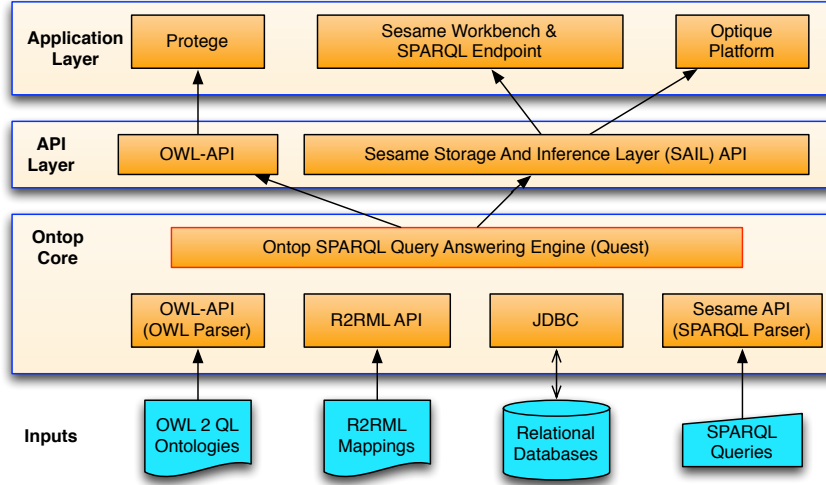 Application
Layer
Protege
Sesame Workbench &
SPARQL Endpoint
Optique
Platform
API
Layer
OWL-API
Sesame Storage And Inference Layer (SAIL) API
Ontop
Core
Ontop SPARQL Query Answering Engine (Quest)
OWL-API
(OWL Parser)
R2RML API
JDBC
Sesame API
(SPARQL Parser)
Inputs
OWL 2 QL
Ontologies
R2RML
Mappings
Relational
Databases
SPARQL
Queries